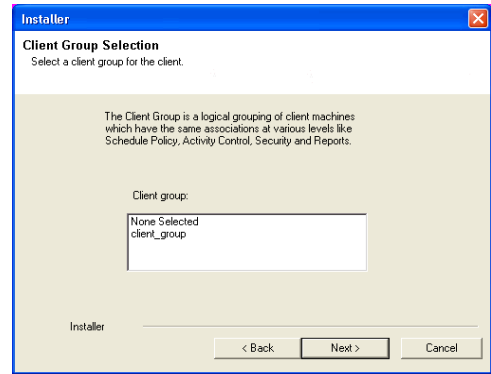 Installer
Client Group Selection
Select a client group for the client.
The Client Group is a logical grouping of client machines
which have the same associations at various levels like
Schedule Policy, Activity Control, Security and Reports.
Client group:
None Selected
client_group
Installer
< Back
Next >
Cancel